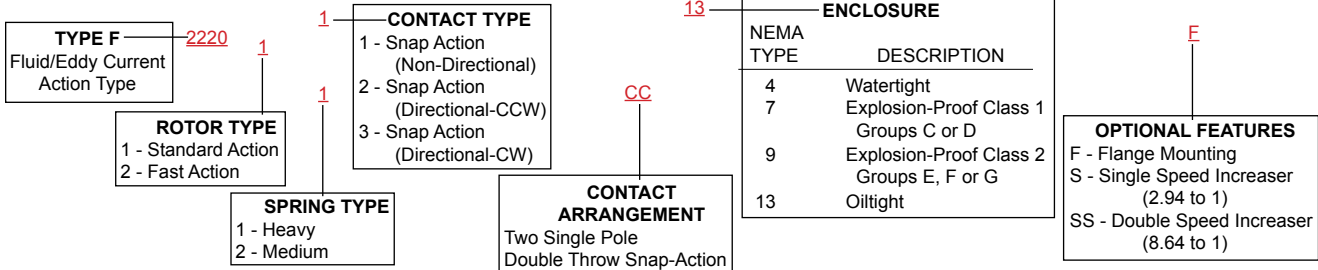 TYPE F
Fluid/Eddy Current
Action Type
2220
1
ROTOR TYPE
1 - Standard Action
2 - Fast Action
1
SPRING TYPE
1 - Heavy
2 - Medium
1
CONTACT TYPE
1 - Snap Action
(Non-Directional)
2 - Snap Action
(Directional-CCW)
3 - Snap Action
(Directional-CW)
CC
CONTACT
ARRANGEMENT
Two Single Pole
Double Throw Snap-Action
13
ENCLOSURE
NEMA
TYPE DESCRIPTION
4 Watertight
7 Explosion-Proof Class 1
Groups C or D
9 Explosion-Proof Class 2
Groups E, F or G
13 Oiltight
F
OPTIONAL FEATURES
F - Flange Mounting
S - Single Speed Increaser
(2.94 to 1)
SS - Double Speed Increaser
(8.64 to 1)